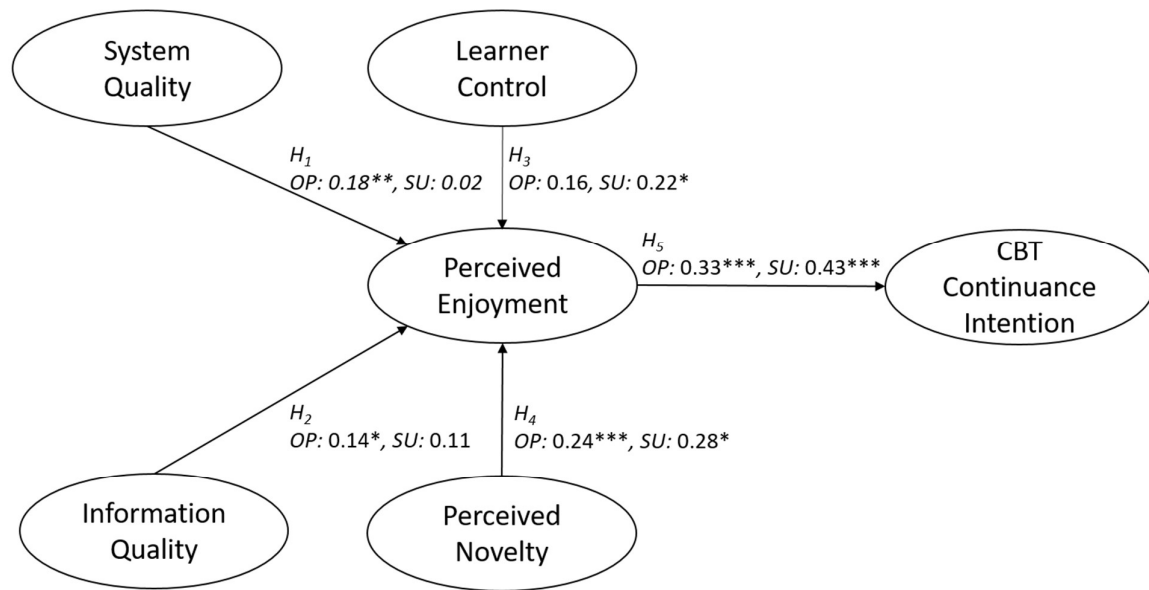 System
Quality
Learner
Control
H₁
OP: 0.18**, SU: 0.02
H₃
OP: 0.16, SU: 0.22*
Perceived
Enjoyment
H₅
OP: 0.33***, SU: 0.43***
CBT
Continuance
Intention
H₂
OP: 0.14*, SU: 0.11
H₄
OP: 0.24***, SU: 0.28*
Information
Quality
Perceived
Novelty